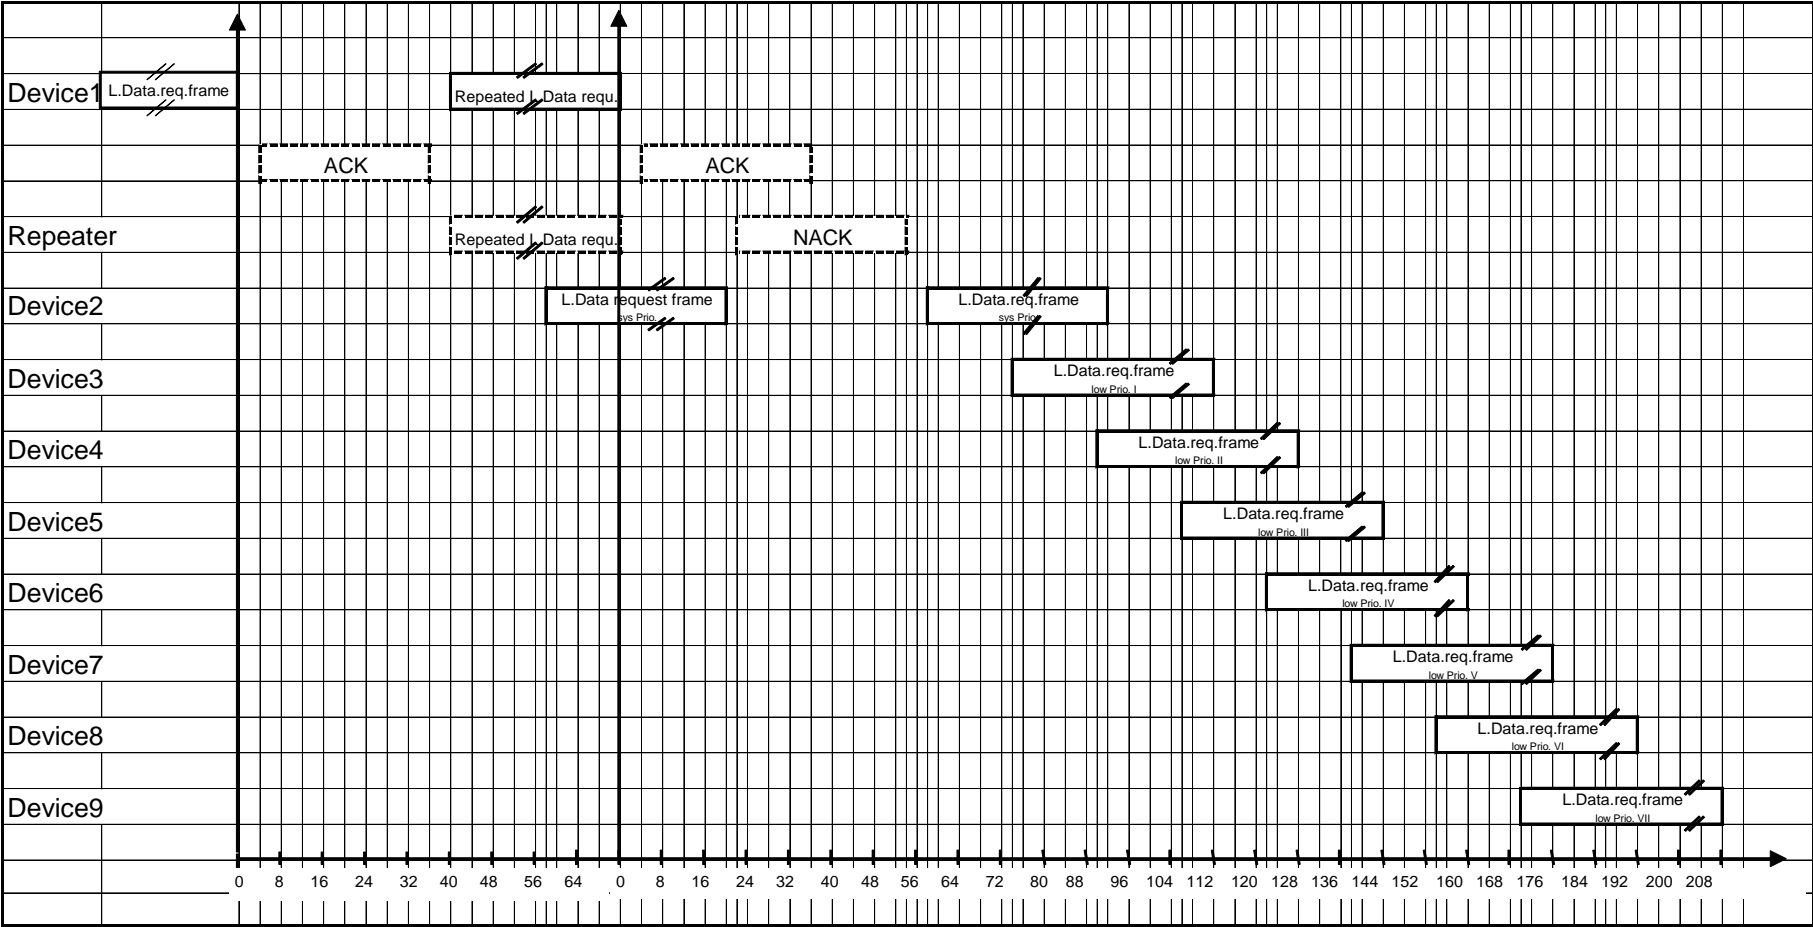 Device1
L.Data.req.frame
Repeated L.Data requ.
ACK
ACK
Repeater
Repeated L.Data requ.
NACK
Device2
L.Data request frame
sys Prio.
L.Data.req.frame
sys Prio.
Device3
L.Data.req.frame
low Prio. I
Device4
L.Data.req.frame
low Prio. II
Device5
L.Data.req.frame
low Prio. III
Device6
L.Data.req.frame
low Prio. IV
Device7
L.Data.req.frame
low Prio. V
Device8
L.Data.req.frame
low Prio. VI
Device9
L.Data.req.frame
low Prio. VII
0 8 16 24 32 40 48 56 64 0 8 16 24 32 40 48 56 64 72 80 88 96 104 112 120 128 136 144 152 160 168 176 184 192 200 208